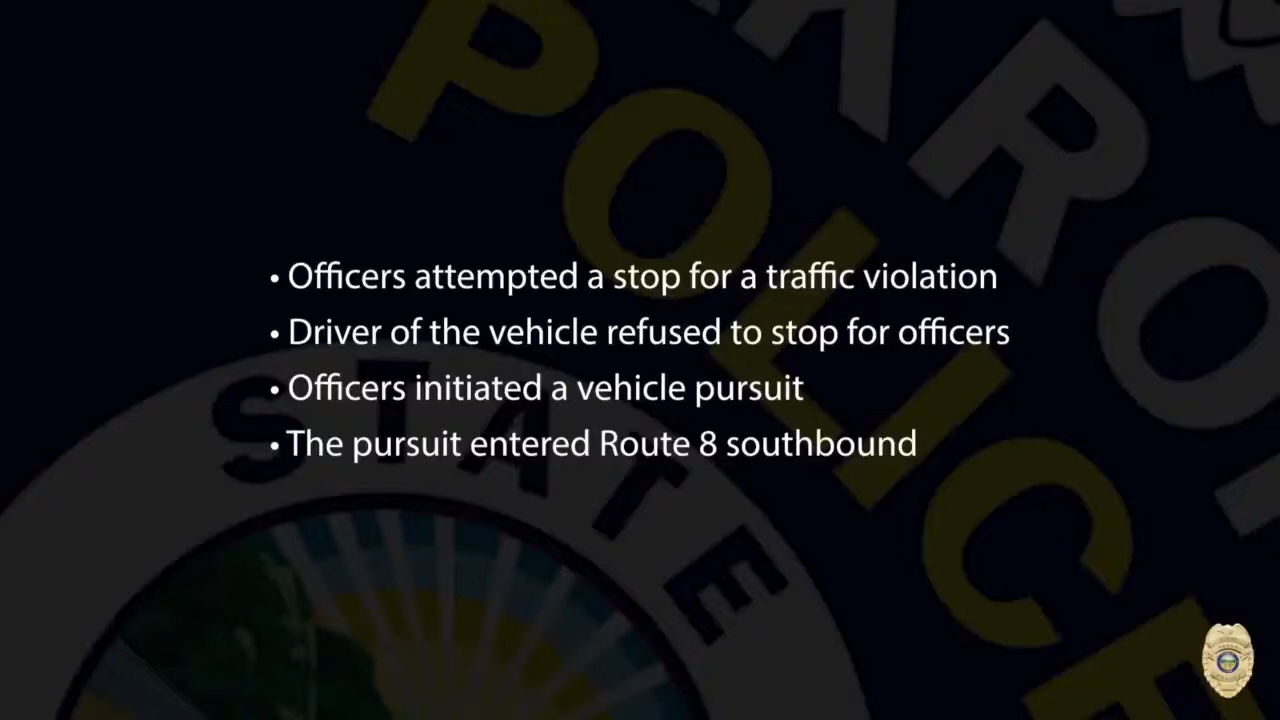 KRO
POLICE
• Officers attempted a stop for a traffic violation
• Driver of the vehicle refused to stop for officers
• Officers initiated a vehicle pursuit
• The pursuit entered Route 8 southbound
STATE